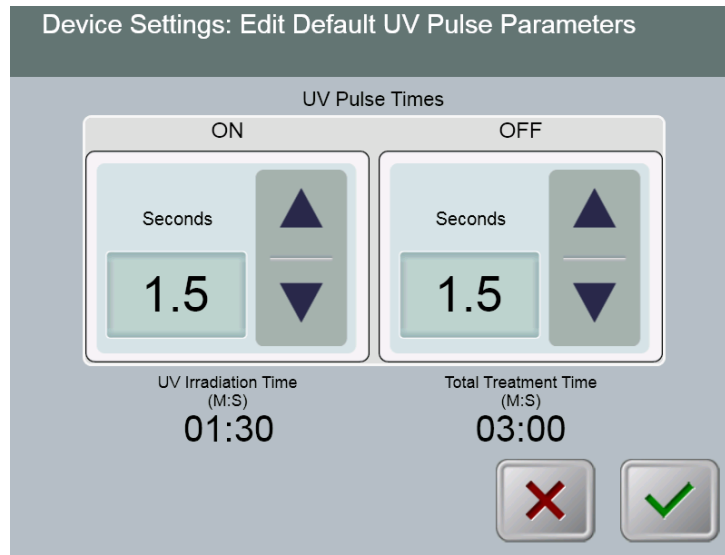 Device Settings: Edit Default UV Pulse Parameters
UV Pulse Times
ON
OFF
Seconds
1.5
Seconds
1.5
UV Irradiation Time
(M:S)
01:30
Total Treatment Time
(M:S)
03:00